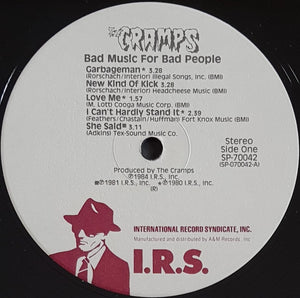 THE CRAMPS
Bad Music For Bad People
Garbageman* 3.28
(Rorschach/Interior/ Illegal Songs, Inc. (BMI)
New Kind Of Kick 3.28
(Rorschach/Interior/ Headcheese Music (BMI)
Love Me* 1.57
(M. Lott) Cooga Music Corp. (BMI)
I Can't Hardly Stand It* 2.39
(Feathers/Chastain/Huffman) Fort Knox Music (BMI)
She Said⊕ 3.11
(Adkins) Tex-Sound Music Co.
Stereo
Side One
SP-70042
(SP-070042-A)
Produced by The Cramps
℗1984 I.R.S., Inc.
⊕℗1981 I.R.S., Inc. *℗1980 I.R.S., Inc.
(R)
INTERNATIONAL RECORD SYNDICATE, INC.
Manufactured and distributed by A&M Records, Inc
I.R.S.